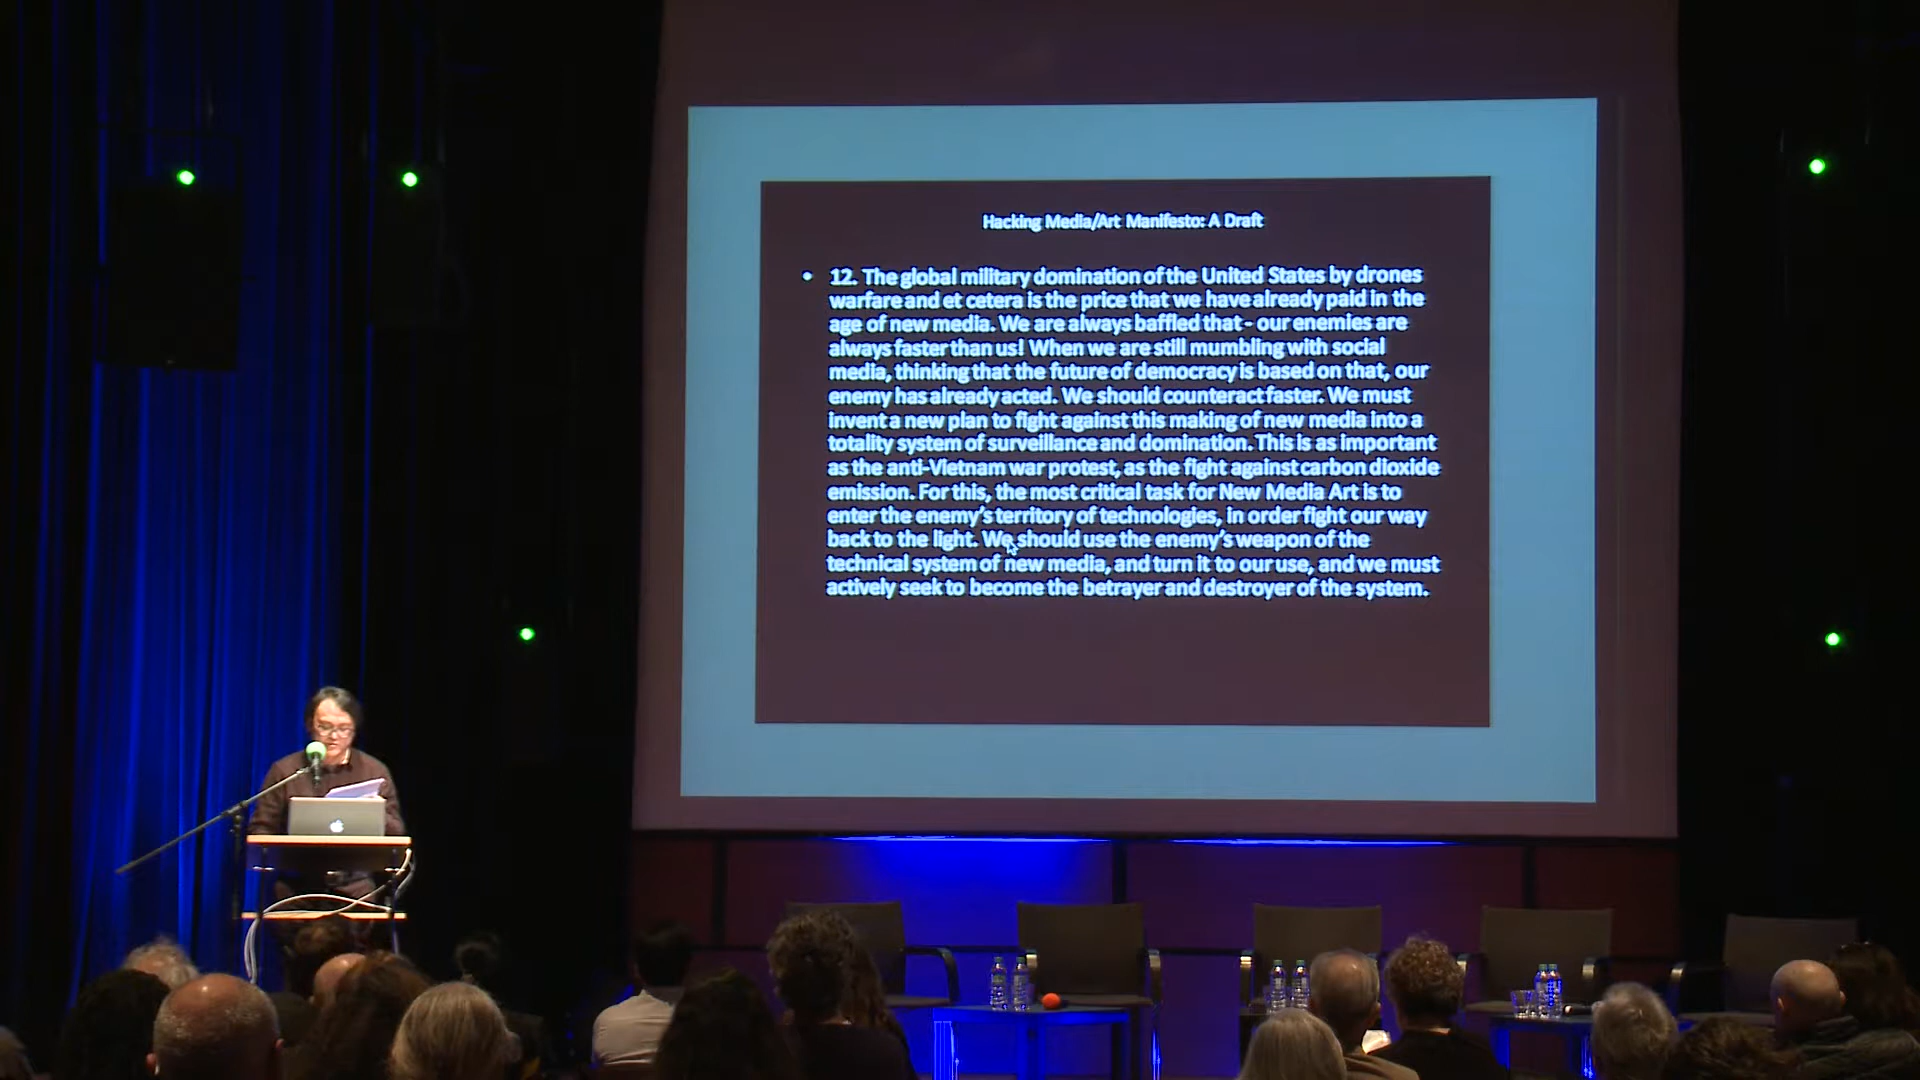 Hacking Media/Art Manifesto: A Draft
• 12. The global military domination of the United States by drones
warfare and et cetera is the price that we have already paid in the
age of new media. We are always baffled that - our enemies are
always faster than us! When we are still mumbling with social
media, thinking that the future of democracy is based on that, our
enemy has already acted. We should counteract faster. We must
invent a new plan to fight against this making of new media into a
totality system of surveillance and domination. This is as important
as the anti-Vietnam war protest, as the fight against carbon dioxide
emission. For this, the most critical task for New Media Art is to
enter the enemy's territory of technologies, in order fight our way
back to the light. We should use the enemy's weapon of the
technical system of new media, and turn it to our use, and we must
actively seek to become the betrayer and destroyer of the system.